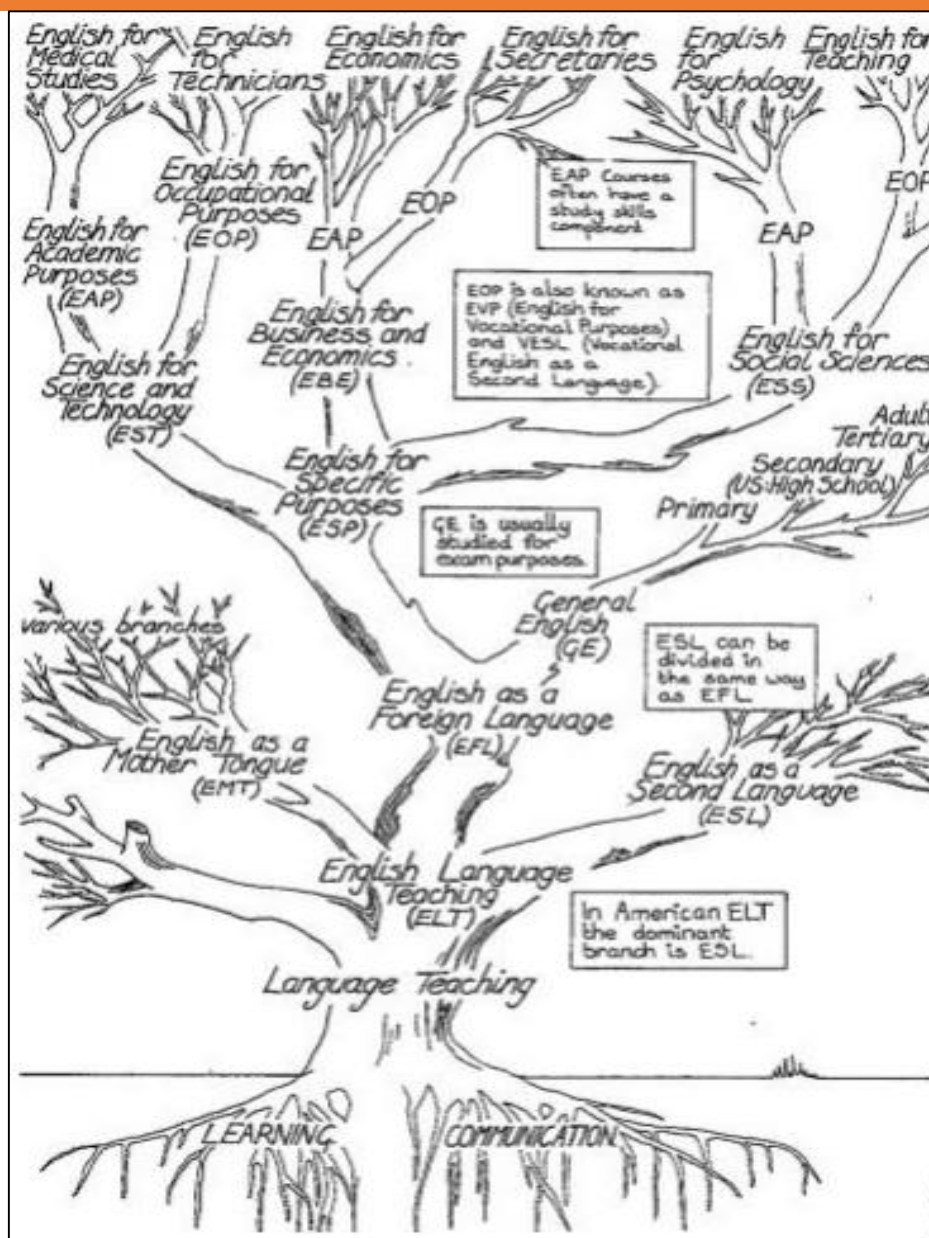 English for
Medical
Studies
English
for
Technicians
English for
Economics
English for
Secretaries
English
for
Psychology
English for
Teaching
English for
Occupational
Purposes
(EOP)
EAP Courses
often have a
study skills
component
EOP
EOP
English for
Academic
Purposes
(EAP)
EAP
EAP
EOP is also known as
EVP (English for
Vocational Purposes)
and VESL (Vocational
English as a
Second Language).
English for
Business and
Economics
(EBE)
English for
Social Sciences
(ESS)
English for
Science and
Technology
(EST)
Adult
Tertiary
Secondary
(US:High School)
Primary
English for
Specific
Purposes
(ESP)
GE is usually
studied for
exam purposes.
General
English
(GE)
various branches
ESL can be
divided in
the same way
as EFL
English as a
Foreign Language
(EFL)
English as a
Mother Tongue
(EMT)
English as a
Second Language
(ESL)
English Language
Teaching
(ELT)
In American ELT
the dominant
branch is ESL.
Language Teaching
LEARNING
COMMUNICATION